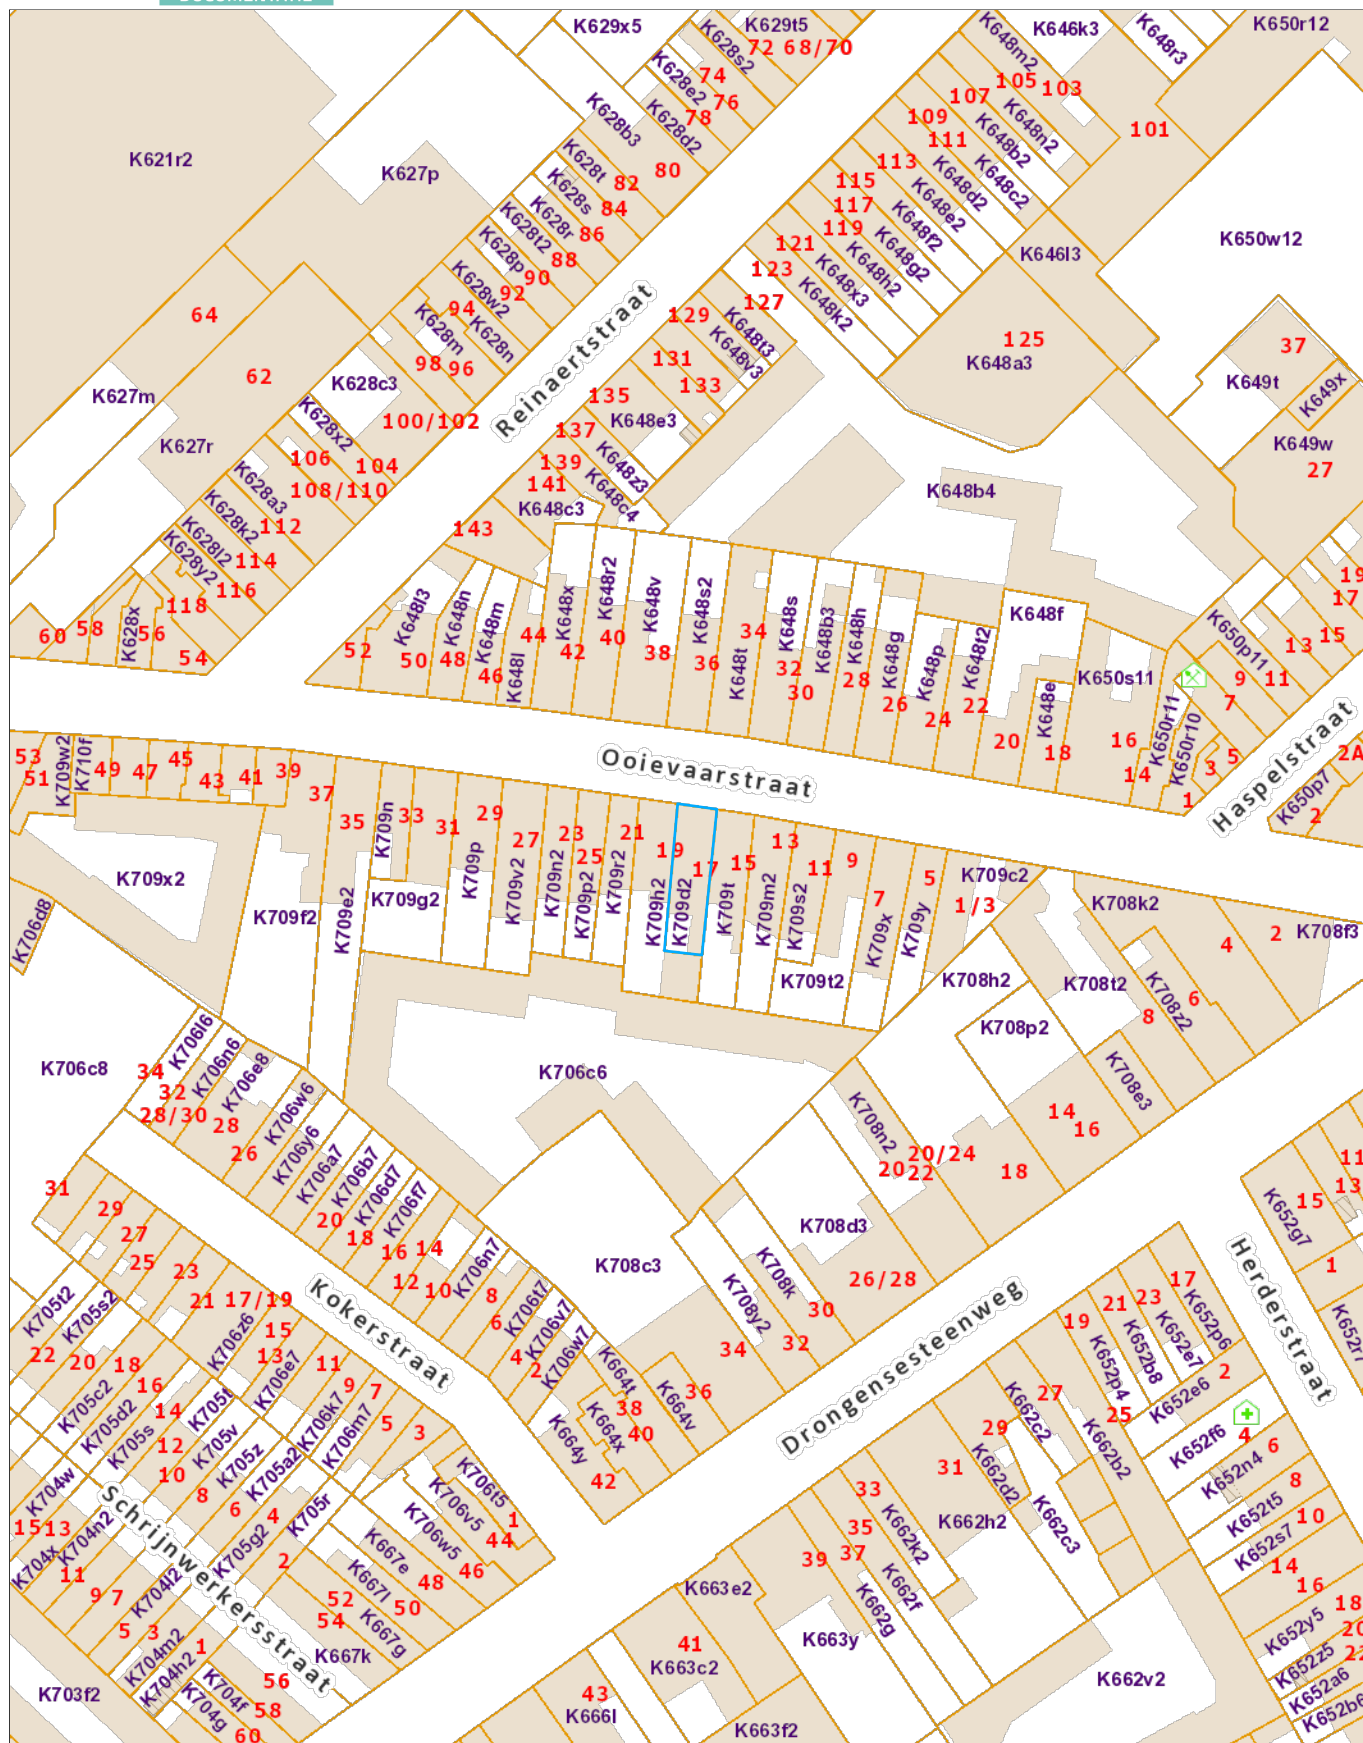 K629x5
K629t5
K646k3
K650r12
K628s2
72 68/70
K648m2
K648r3
K628e2
74
105
103
76
107
K648n2
78
K628b3
K628d2
109
K648b2
101
111
K621r2
K627p
K628t
80
113
K648c2
K648d2
82
115
K628s
84
117
K648e2
K628r
86
119
K648f2
K628t2
88
121
K648g2
K650w12
K628p
90
123
K648h2
K646l3
K628w2
92
K648x3
94
127
K648k2
64
K628m
K628n
129
K648t3
K648v3
125
37
98
96
131
K648a3
62
K628c3
133
K649t
K649x
K627m
135
K628x2
100/102
Reinaertstraat
K648e3
K627r
137
K649w
106
104
139
K648z3
27
K628a3
108/110
141
K648c4
K648b4
K648c3
K628k2
112
143
K628l2
114
K628y2
116
118
K648r2
19
17
60
58
K628x
56
54
52
K648l3
50
K648n
48
K648m
46
K648l
44
K648x
42
40
K648v
38
K648s2
36
K648t
34
K648s
32
30
K648b3
K648h
28
K648g
26
K648p
24
K648t2
22
K648f
20
K648e
18
K650s11
16
14
K650r11
K650r10
K650p11
15
13
11
9
7
5
3
1
Haspelstraat
2A
K650p7
2
Ooievaarstraat
53
51
K709w2
K710f
49
47
45
43
41
39
37
35
K709n
33
31
29
K709p
27
K709v2
23
K709n2
25
K709p2
21
K709r2
19
K709h2
K709d2
17
15
K709t
13
K709m2
11
K709s2
9
7
K709x
5
K709y
K709c2
1/3
K708k2
4
2
K708f3
K709x2
K709f2
K709e2
K709g2
K709t2
K706d8
K708h2
K708t2
K708z2
6
8
K708p2
K706l6
K706c8
K706n6
34
K706e8
32
28/30
28
K706w6
26
K706y6
K706a7
K706c6
K708e3
K708n2
14
16
20/24
20
22
18
K706b7
K706d7
20
K706f7
18
16
14
K706n7
12
10
8
6
K706t7
K706v7
4
2
K706w7
K708c3
K708d3
K708k
26/28
30
K708y2
32
34
K664t
K664v
36
38
K664x
40
K664y
42
Kokerstraat
Drongensesteenweg
Herderstraat
31
29
27
25
23
21
17/19
K706z6
15
13
K706e7
11
9
K706k7
7
K706m7
5
3
K705t2
K705s2
22
20
18
K705c2
16
K705d2
14
K705t
K705s
12
K705v
10
K705z
8
K705a2
6
K705r
4
K705g2
2
K706t5
K706v5
1
K706w5
44
K667e
46
K667l
48
50
52
K667g
54
K667k
Schrijnwerkersstraat
56
58
60
K704w
15
13
K704n2
K704x
11
9
7
K704l2
5
3
K704m2
1
K704h2
K704f
K704g
K703f2
11
13
K652g7
15
1
K652r7
17
K652p6
23
K652e7
21
K652b8
19
K652p4
2
K652e6
25
27
K662c2
K662b2
29
K662d2
31
K662c3
K662h2
33
K662k2
35
37
K662f
39
K662g
K652f6
4
6
K652n4
8
K652t5
10
K652s7
14
16
18
K652y5
20
22
K652z5
K652a6
K652b6
K663e2
K663y
41
K663c2
43
K666l
K663f2
K662v2